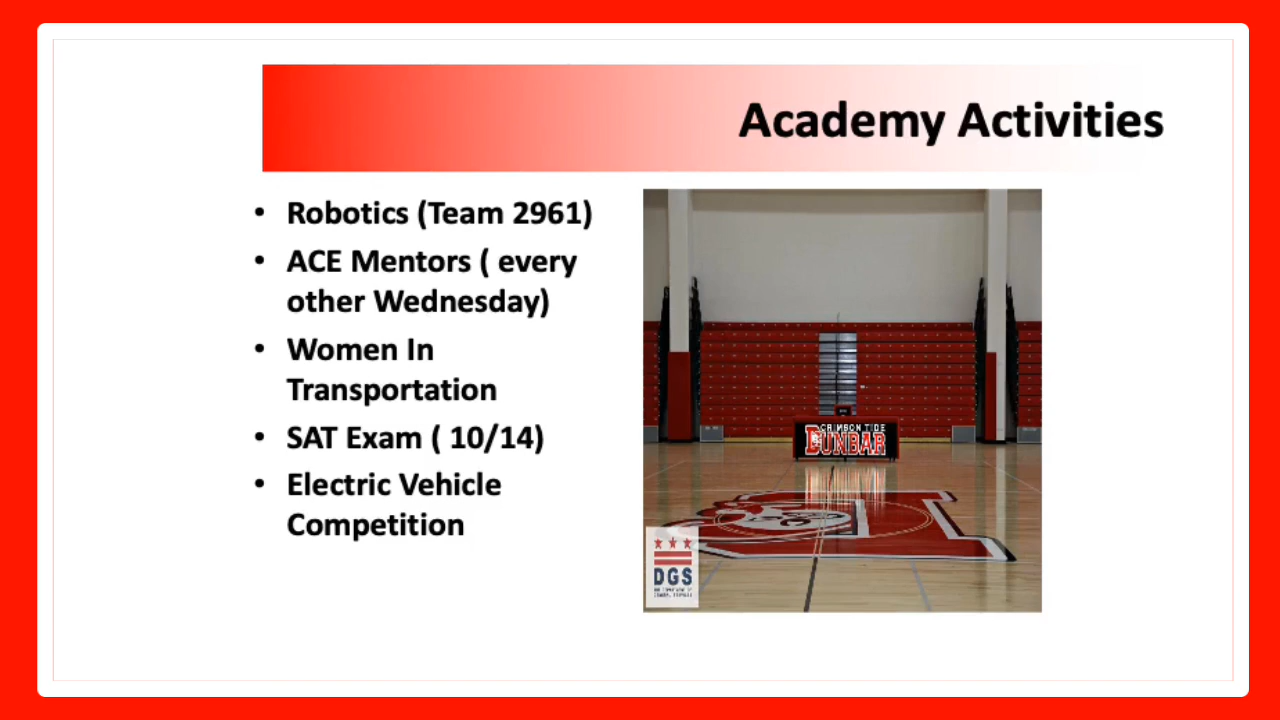 Academy Activities
• Robotics (Team 2961)
• ACE Mentors ( every
other Wednesday)
• Women In
Transportation
• SAT Exam ( 10/14)
• Electric Vehicle
Competition
CRIMSON TIDE
DUNBAR
DGS